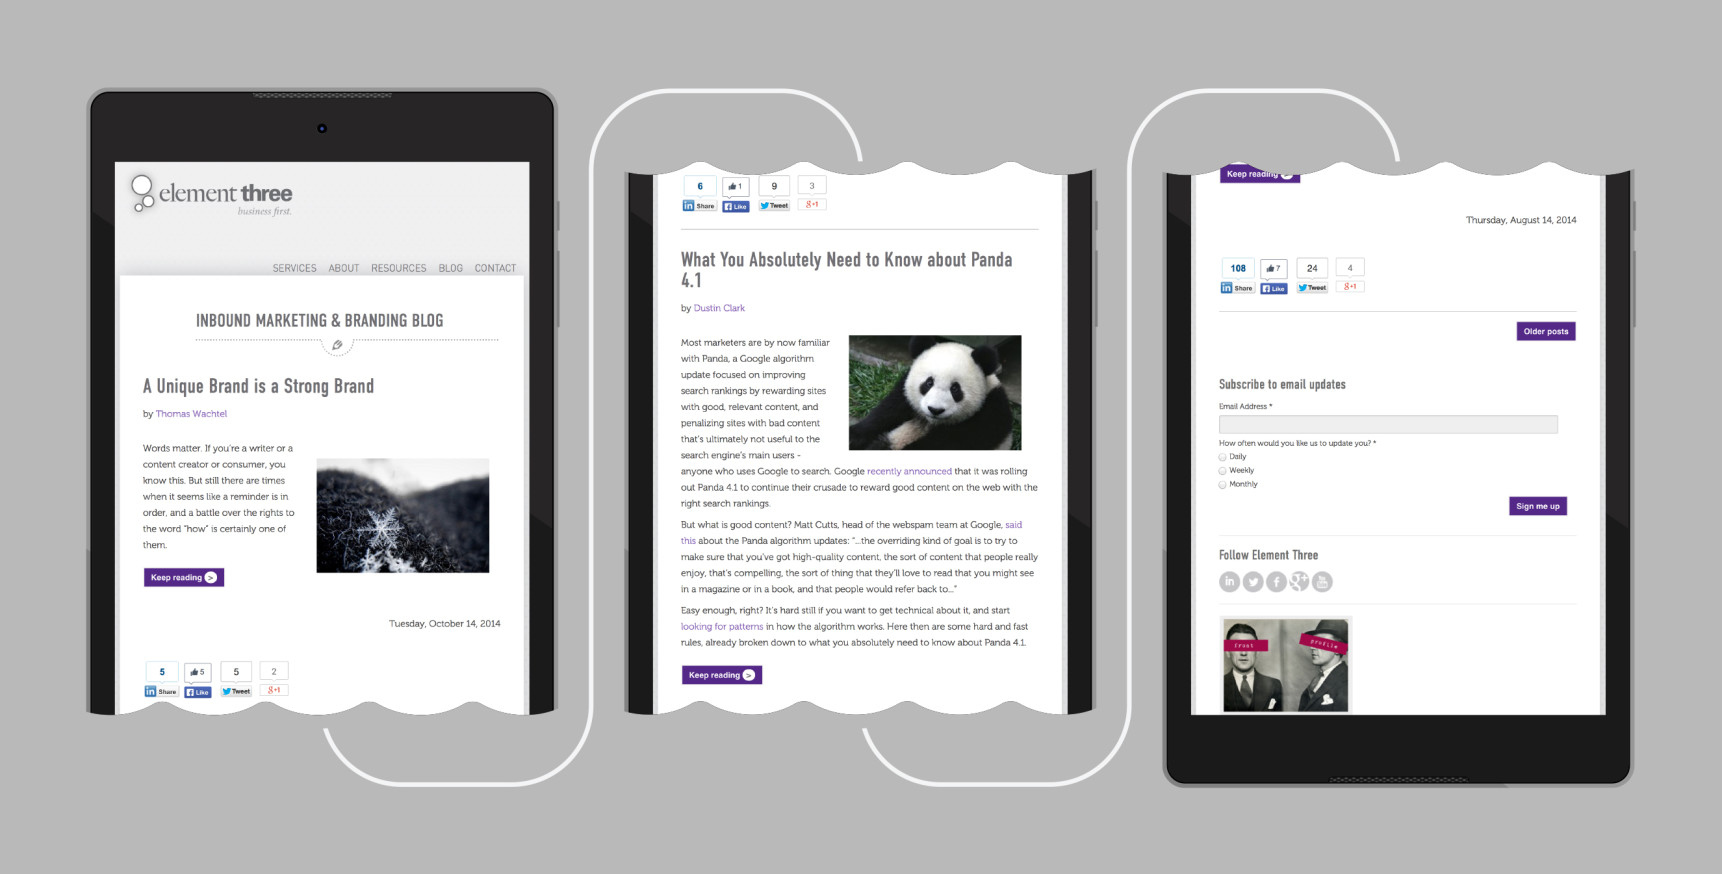 element three
business first.
SERVICES ABOUT RESOURCES BLOG CONTACT
INBOUND MARKETING & BRANDING BLOG
A Unique Brand is a Strong Brand
by Thomas Wachtel
Words matter. If you're a writer or a
content creator or consumer, you
know this. But still there are times
when it seems like a reminder is in
order, and a battle over the rights to
the word "how" is certainly one of
them.
Keep reading >
Tuesday, October 14, 2014
5 5 5 2
in Share Like Tweet g+1
6 1 9 3
in Share Like Tweet g+1
What You Absolutely Need to Know about Panda
4.1
by Dustin Clark
Most marketers are by now familiar
with Panda, a Google algorithm
update focused on improving
search rankings by rewarding sites
with good, relevant content, and
penalizing sites with bad content
that's ultimately not useful to the
search engine's main users -
anyone who uses Google to search. Google recently announced that it was rolling
out Panda 4.1 to continue their crusade to reward good content on the web with the
right search rankings.
But what is good content? Matt Cutts, head of the webspam team at Google, said
this about the Panda algorithm updates: "...the overriding kind of goal is to try to
make sure that you've got high-quality content, the sort of content that people really
enjoy, that's compelling, the sort of thing that they'll love to read that you might see
in a magazine or in a book, and that people would refer back to..."
Easy enough, right? It's hard still if you want to get technical about it, and start
looking for patterns in how the algorithm works. Here then are some hard and fast
rules, already broken down to what you absolutely need to know about Panda 4.1.
Keep reading >
Keep reading
Thursday, August 14, 2014
108 7 24 4
in Share Like Tweet g+1
Older posts
Subscribe to email updates
Email Address *
How often would you like us to update you? *
Daily
Weekly
Monthly
Sign me up
Follow Element Three
in f g+ You Tube
frost profile